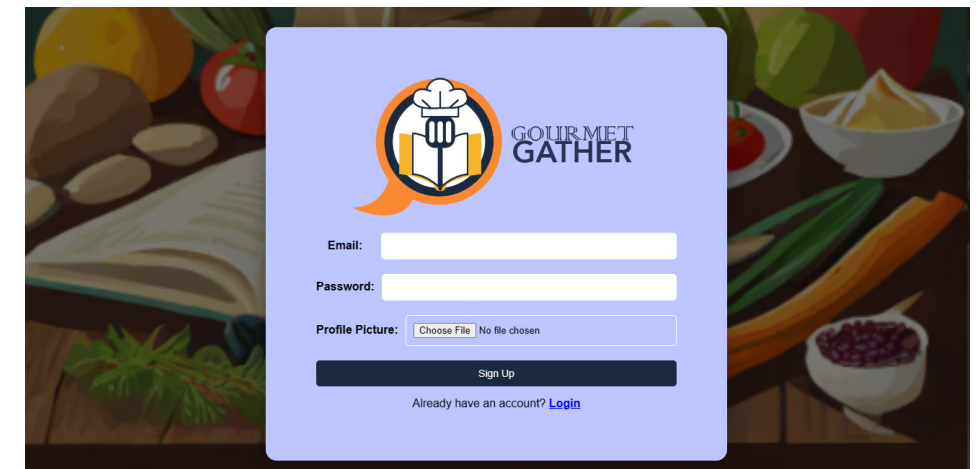 GOURMET
GATHER
Email:
Password:
Profile Picture: Choose File No file chosen
Sign Up
Already have an account? Login